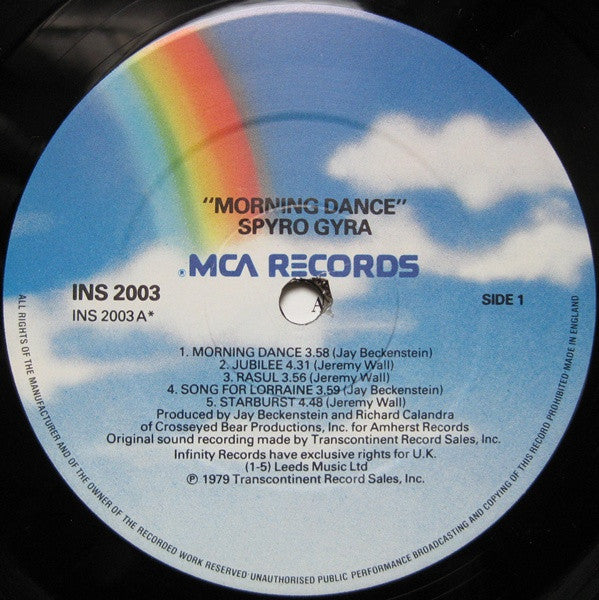 "MORNING DANCE"
SPYRO GYRA
MCA RECORDS
INS 2003
INS 2003 A*
SIDE 1
A
1. MORNING DANCE 3.58 (Jay Beckenstein)
2. JUBILEE 4.31 (Jeremy Wall)
3. RASUL 3.56 (Jeremy Wall)
4. SONG FOR LORRAINE 3.59 (Jay Beckenstein)
5. STARBURST 4.48 (Jeremy Wall)
Produced by Jay Beckenstein and Richard Calandra
of Crosseyed Bear Productions, Inc. for Amherst Records
Original sound recording made by Transcontinent Record Sales, Inc.
Infinity Records have exclusive rights for U.K.
(1-5) Leeds Music Ltd
℗ 1979 Transcontinent Record Sales, Inc.
ALL RIGHTS OF THE MANUFACTURER AND OF THE OWNER OF THE RECORDED WORK RESERVED·UNAUTHORISED PUBLIC PERFORMANCE BROADCASTING AND COPYING OF THIS RECORD PROHIBITED·MADE IN ENGLAND